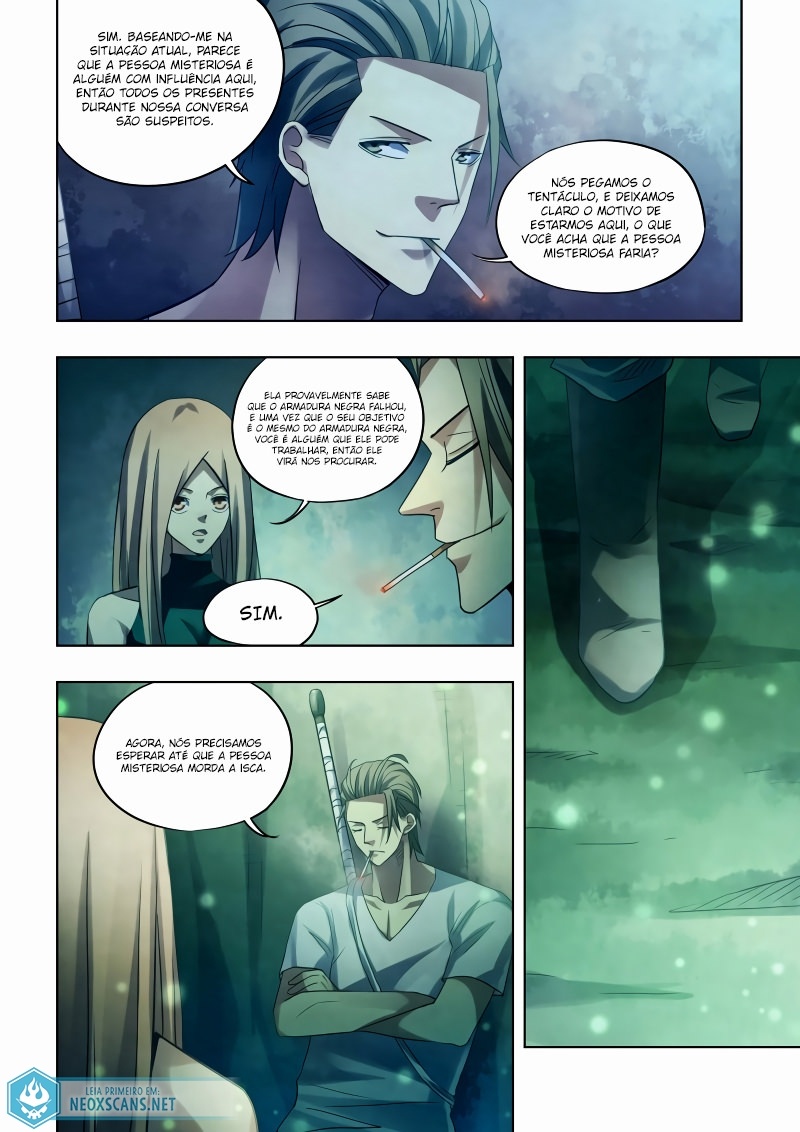 SIM. BASEANDO-ME NA
SITUAÇÃO ATUAL, PARECE
QUE A PESSOA MISTERIOSA É
ALGUÉM COM INFLUÊNCIA AQUI,
ENTÃO TODOS OS PRESENTES
DURANTE NOSSA CONVERSA
SÃO SUSPEITOS.
NÓS PEGAMOS O
TENTÁCULO, E DEIXAMOS
CLARO O MOTIVO DE
ESTARMOS AQUI, O QUE
VOCÊ ACHA QUE A PESSOA
MISTERIOSA FARIA?
ELA PROVAVELMENTE SABE
QUE O ARMADURA NEGRA FALHOU,
E UMA VEZ QUE O SEU OBJETIVO
É O MESMO DO ARMADURA NEGRA,
VOCÊ É ALGUÉM QUE ELE PODE
TRABALHAR, ENTÃO ELE
VIRÁ NOS PROCURAR.
SIM.
AGORA, NÓS PRECISAMOS
ESPERAR ATÉ QUE A PESSOA
MISTERIOSA MORDA A ISCA.
LEIA PRIMEIRO EM:
NEOXSCANS.NET